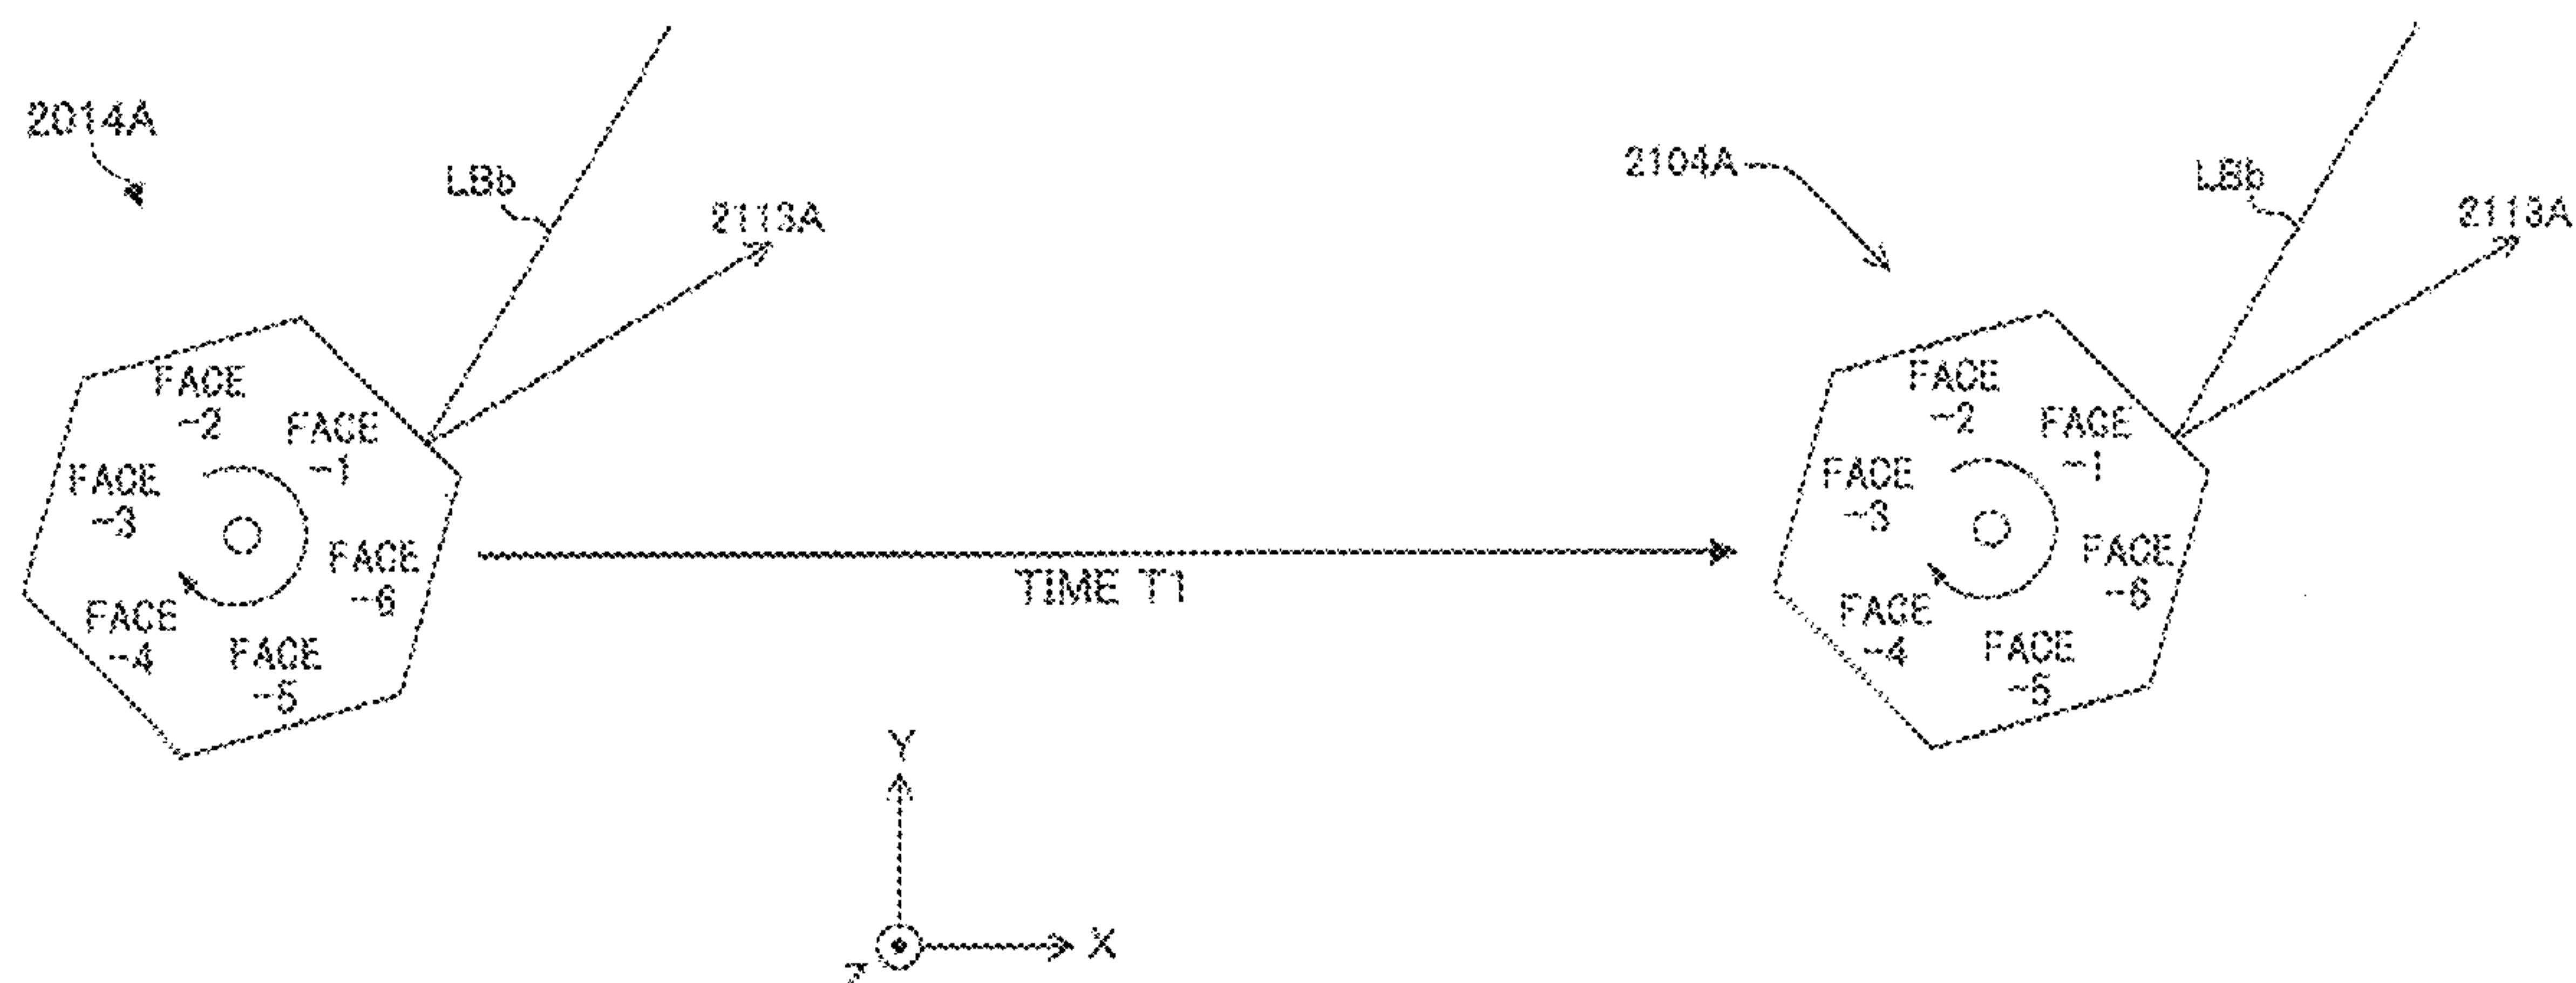 2014A
LBb
2113A
FACE
-2
FACE
-1
FACE
-3
FACE
-6
FACE
-4
FACE
-5
TIME T1
2104A
LBb
2113A
FACE
-2
FACE
-1
FACE
-3
FACE
-6
FACE
-4
FACE
-5
Y
X
Z